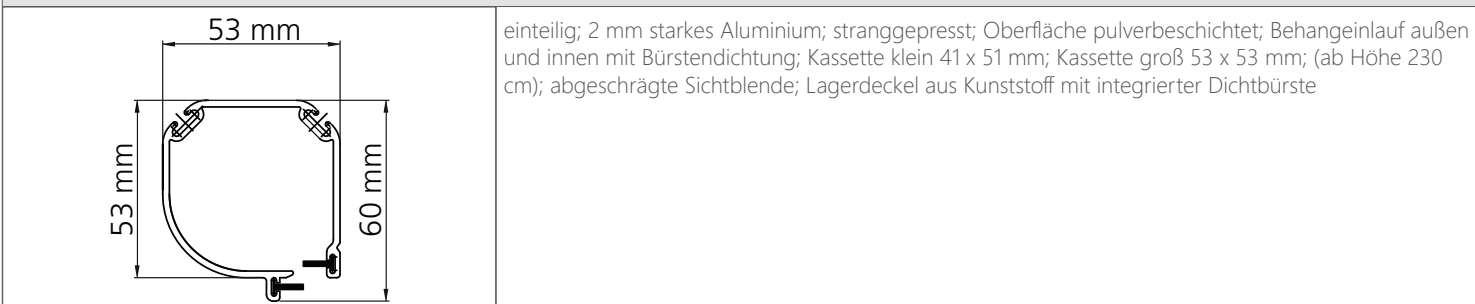 53 mm
53 mm
60 mm
einteilig; 2 mm starkes Aluminium; stranggepresst; Oberfläche pulverbeschichtet; Behangeinlauf außen
und innen mit Bürstendichtung; Kassette klein 41 x 51 mm; Kassette groß 53 x 53 mm; (ab Höhe 230
cm); abgeschrägte Sichtblende; Lagerdeckel aus Kunststoff mit integrierter Dichtbürste